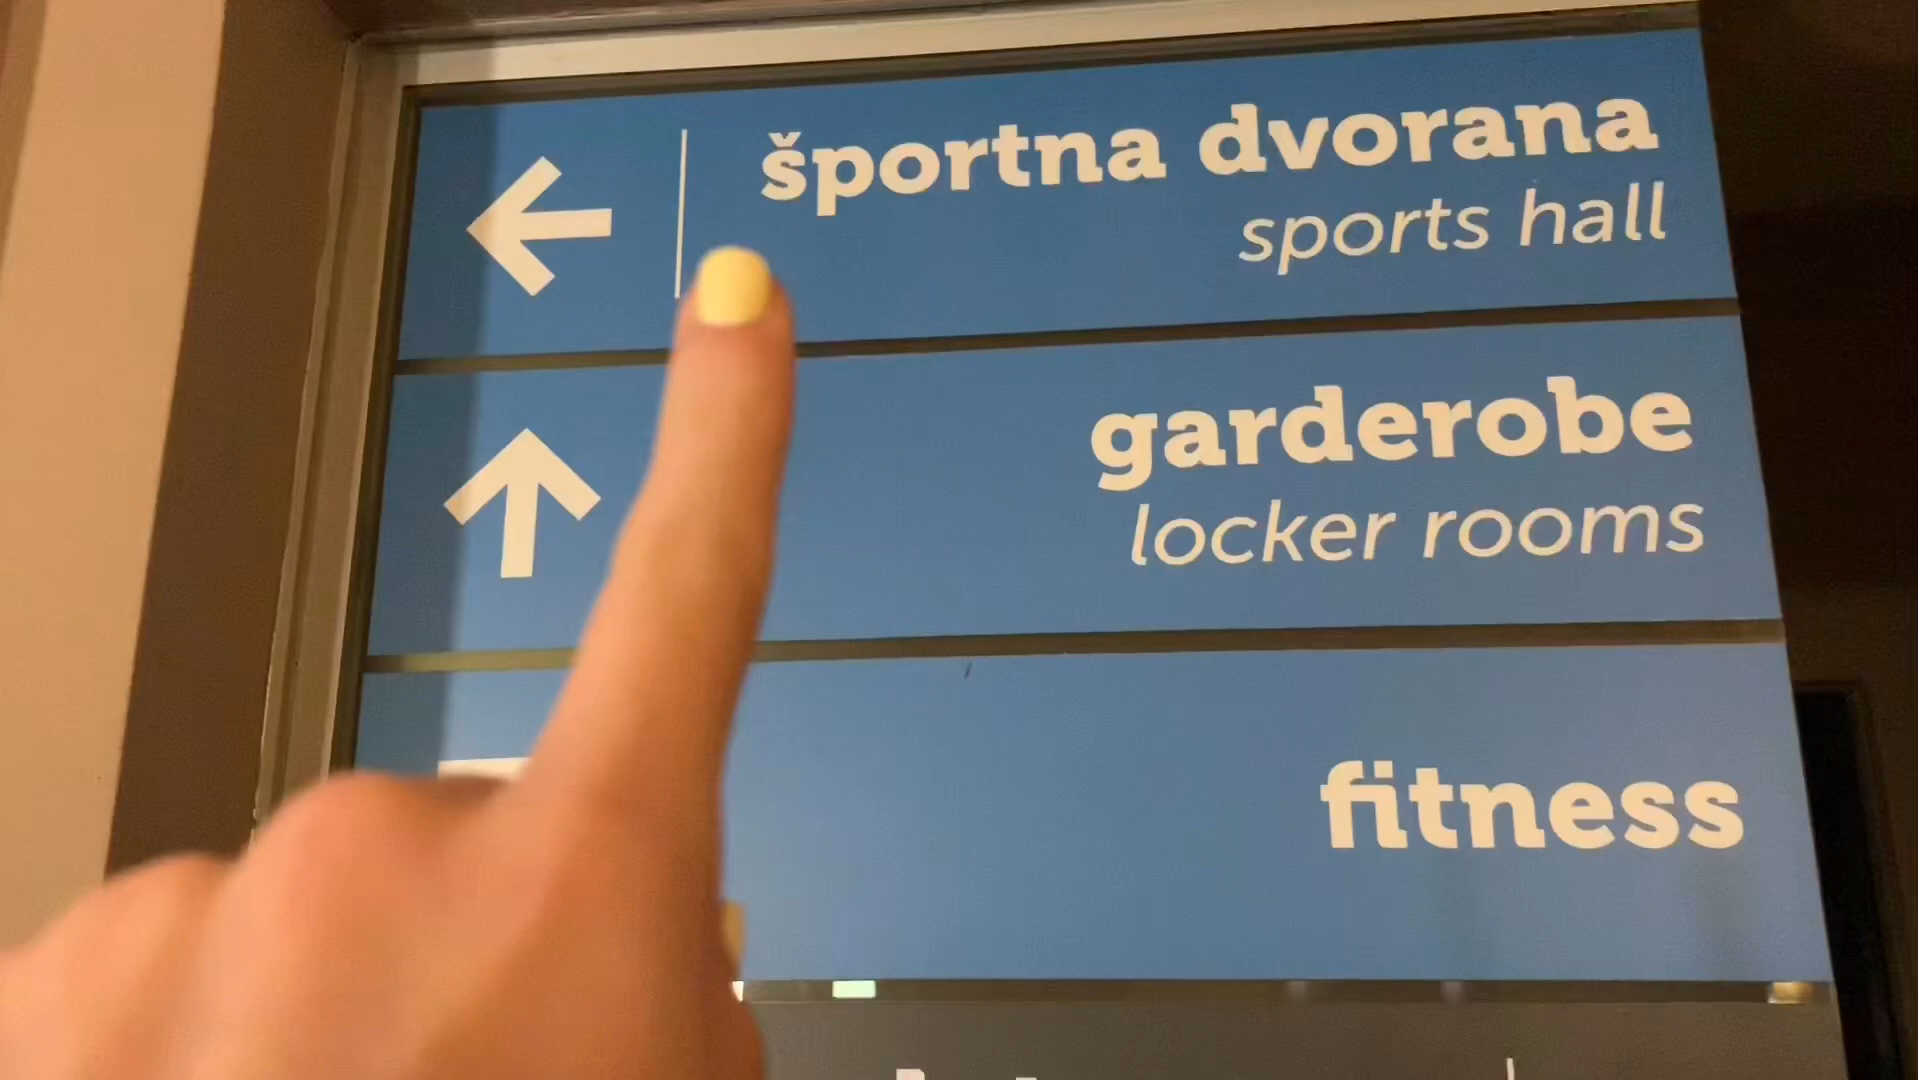 športna dvorana
sports hall
garderobe
locker rooms
fitness